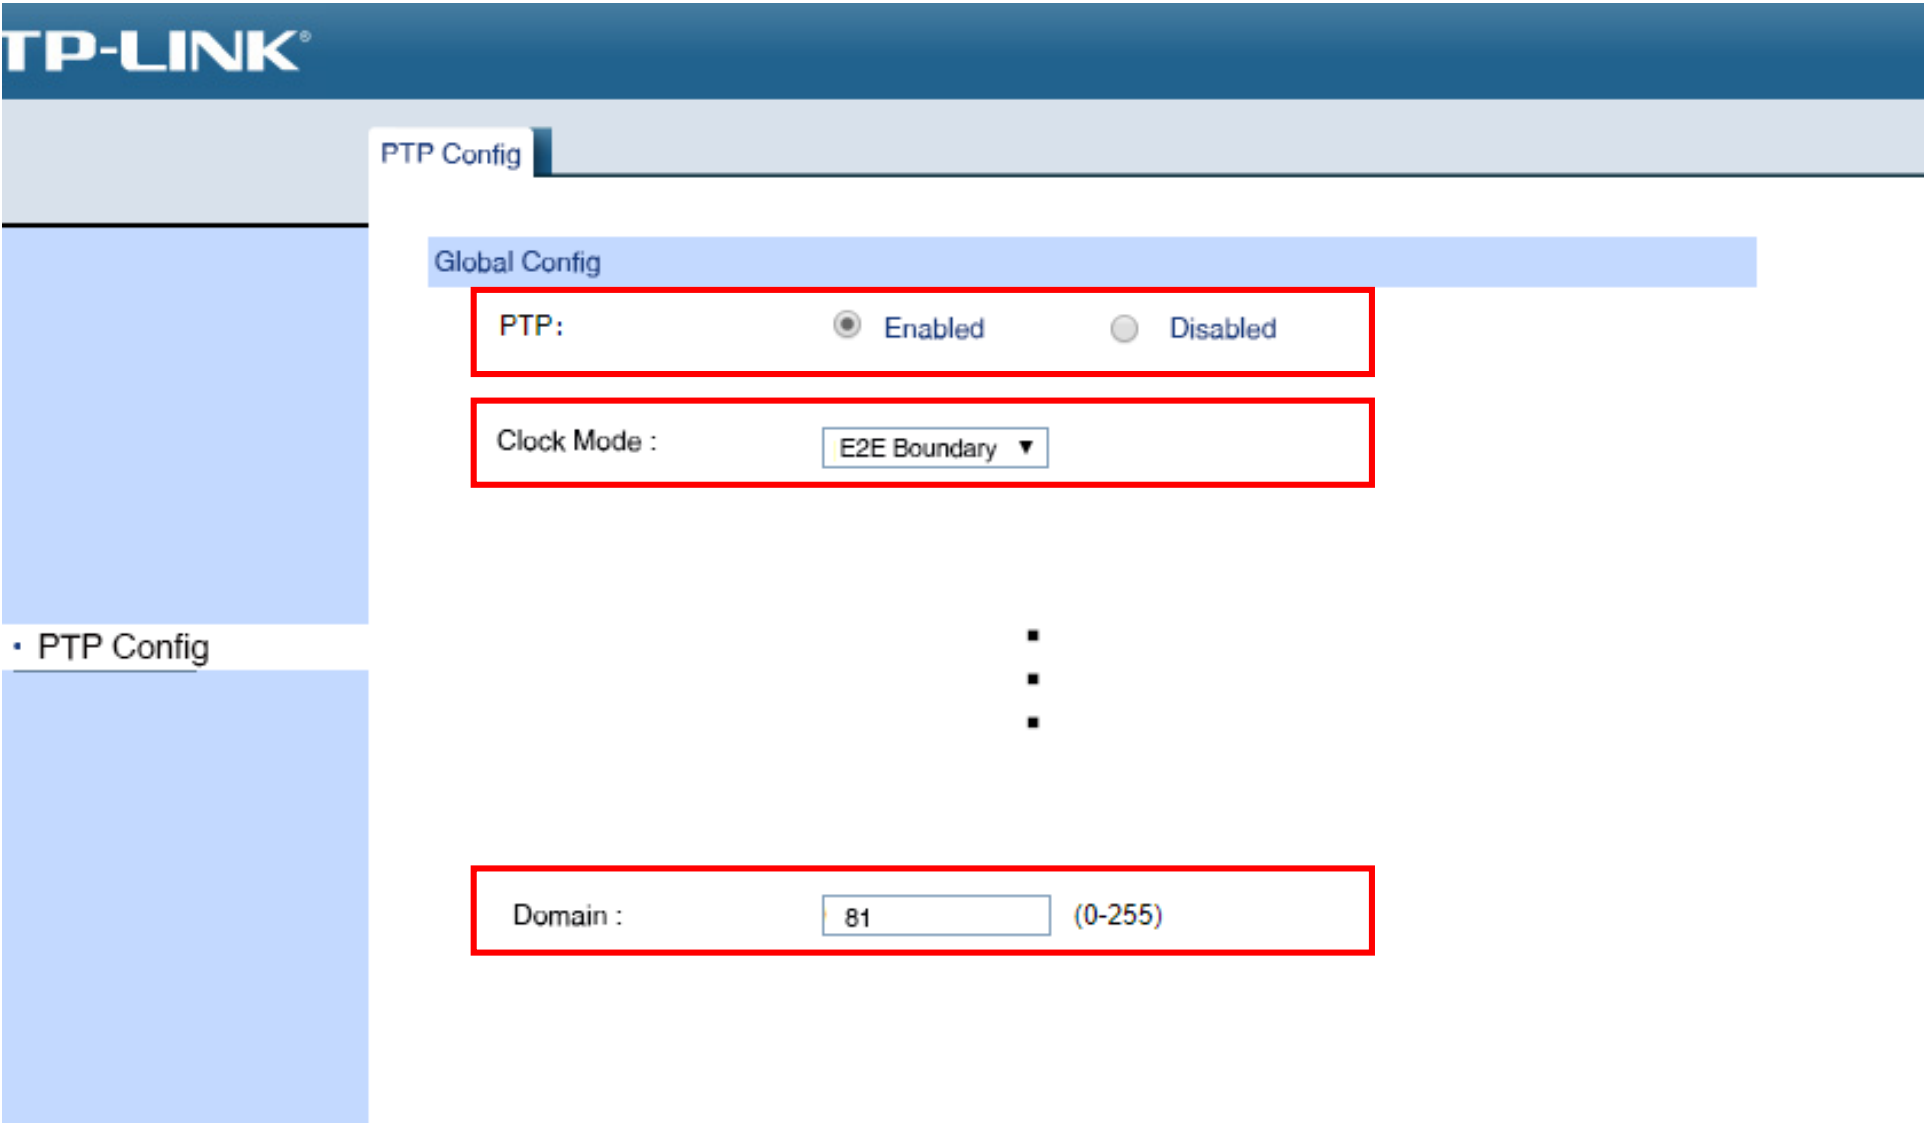 TP-LINK®
PTP Config
Global Config
PTP: Enabled Disabled
Clock Mode : E2E Boundary ▼
• PTP Config
Domain : 81 (0-255)